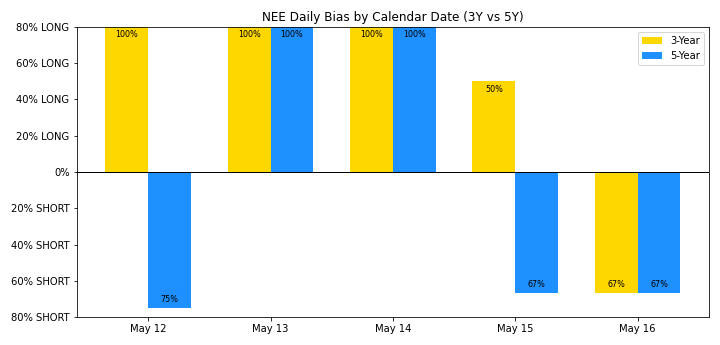 NEE Daily Bias by Calendar Date (3Y vs 5Y)
80% LONG
60% LONG
40% LONG
20% LONG
0%
20% SHORT
40% SHORT
60% SHORT
80% SHORT
100%
100%
100%
100%
100%
50%
75%
67%
67%
67%
3-Year
5-Year
May 12
May 13
May 14
May 15
May 16